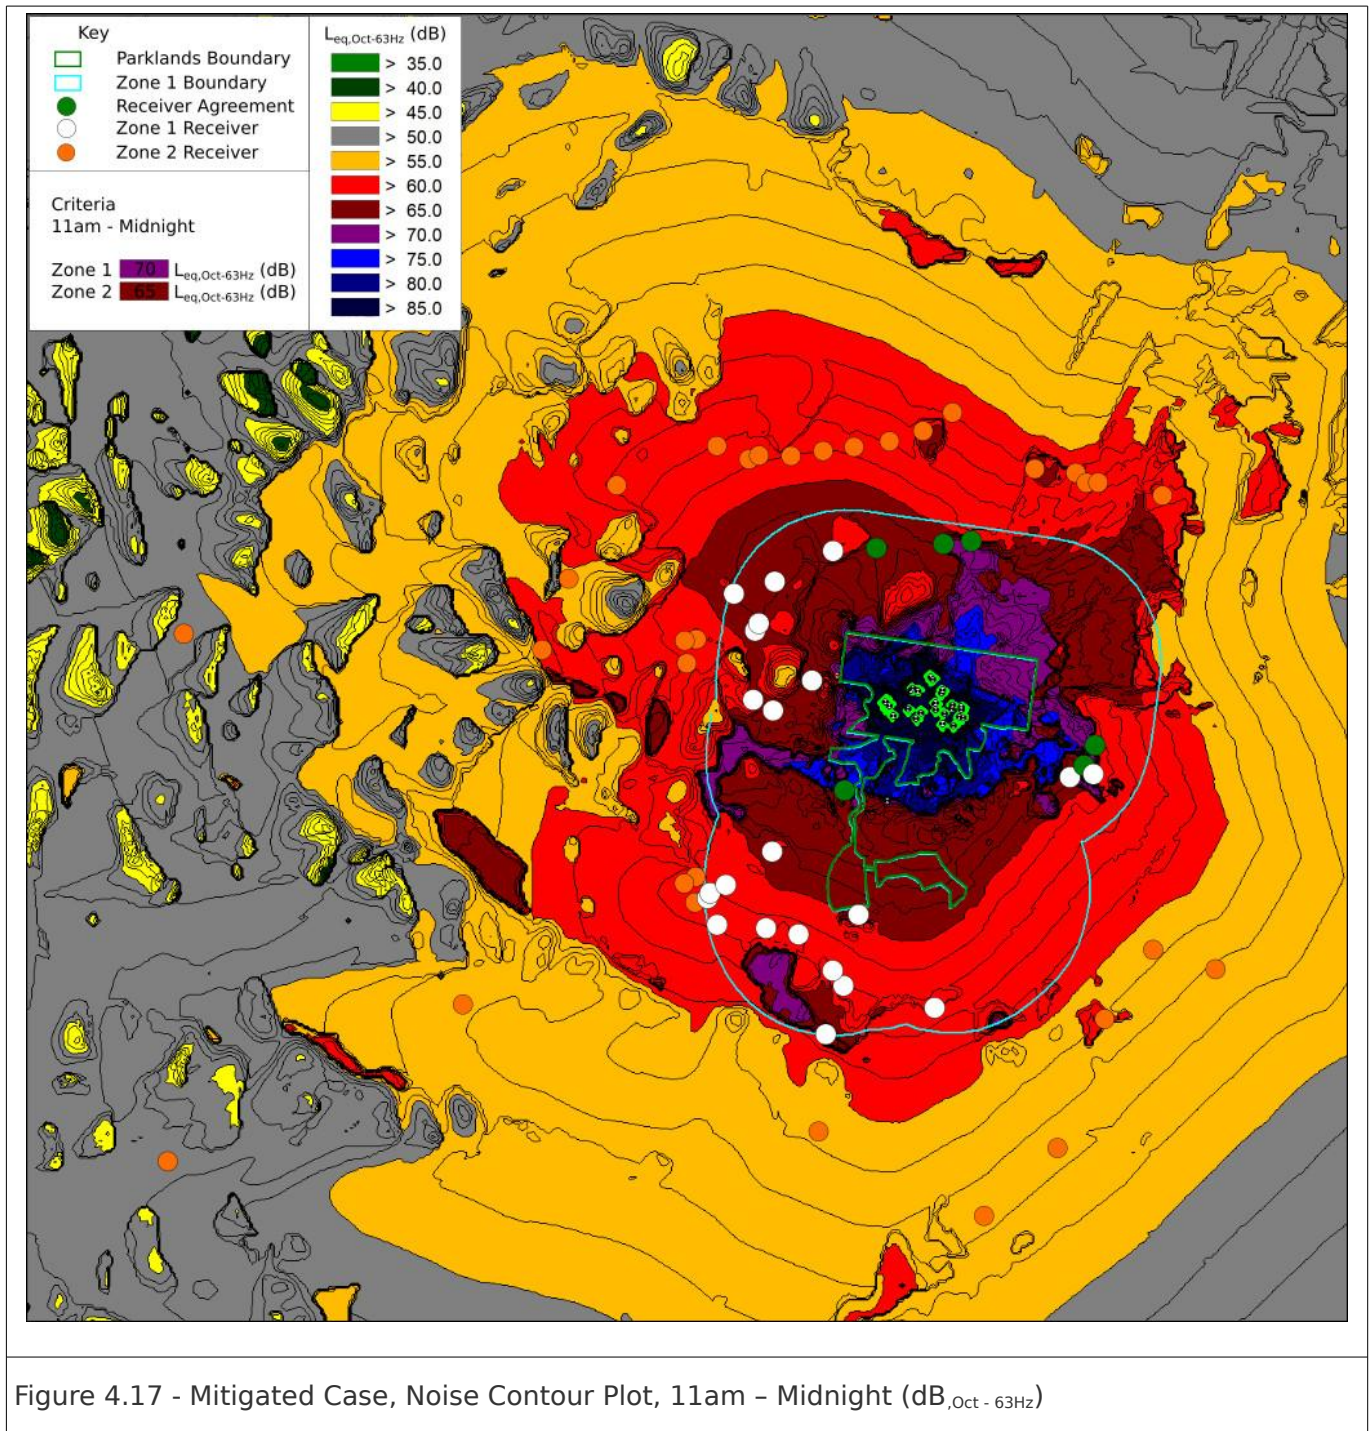 Key
Parklands Boundary
Zone 1 Boundary
Receiver Agreement
Zone 1 Receiver
Zone 2 Receiver
Criteria
11am - Midnight
Zone 1 70 Leq,Oct-63Hz (dB)
Zone 2 65 Leq,Oct-63Hz (dB)
Leq,Oct-63Hz (dB)
> 35.0
> 40.0
> 45.0
> 50.0
> 55.0
> 60.0
> 65.0
> 70.0
> 75.0
> 80.0
> 85.0
Figure 4.17 - Mitigated Case, Noise Contour Plot, 11am – Midnight (dB,Oct - 63Hz)